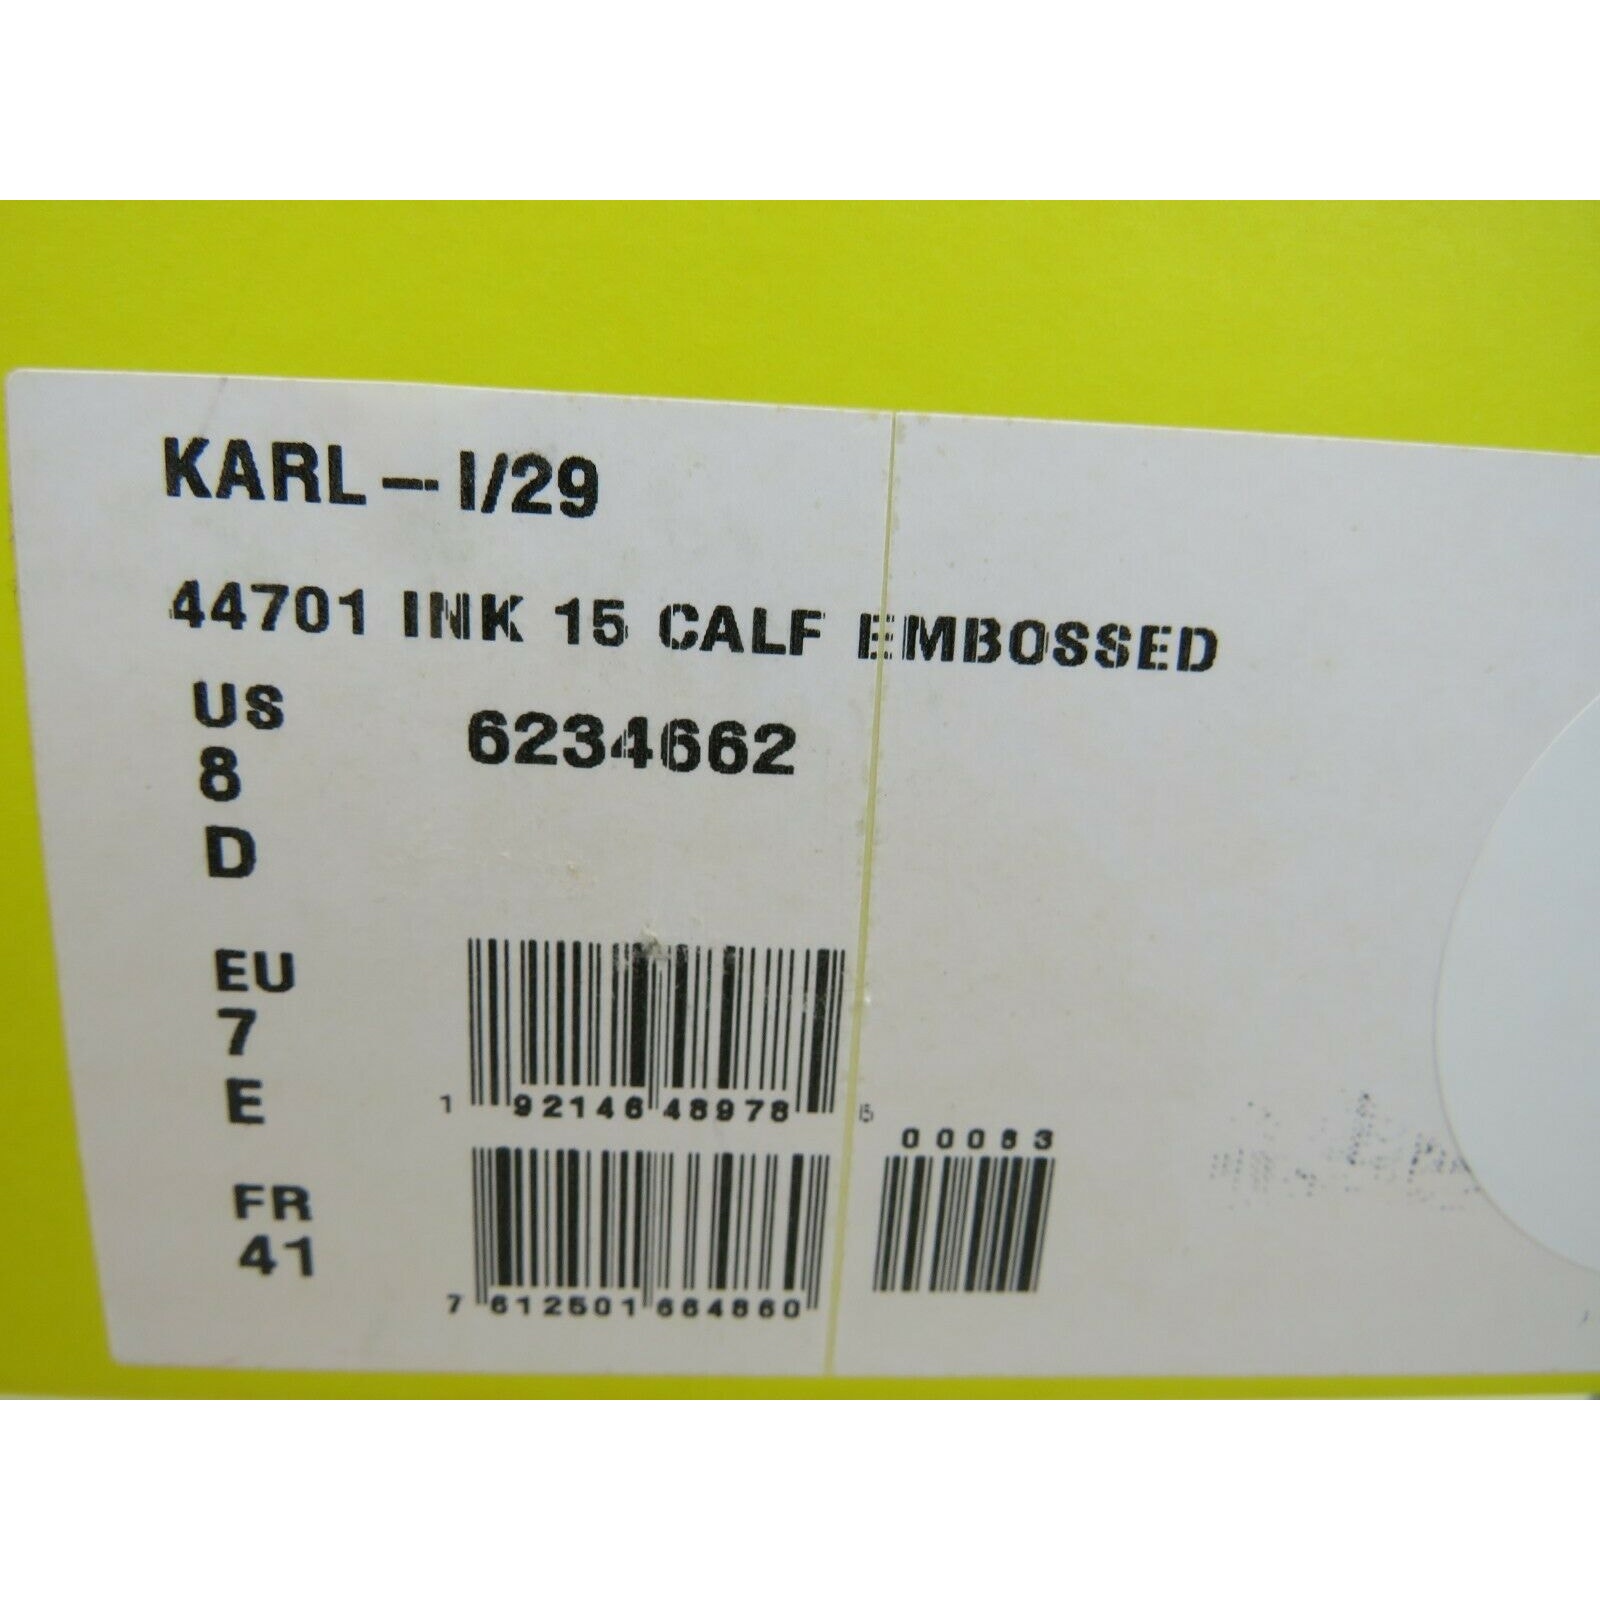 KARL - I/29
44701 INK 15 CALF EMBOSSED
US
8
D
6234662
EU
7
E
FR
41
1 92146 48978 5
00083
7 612501 664860